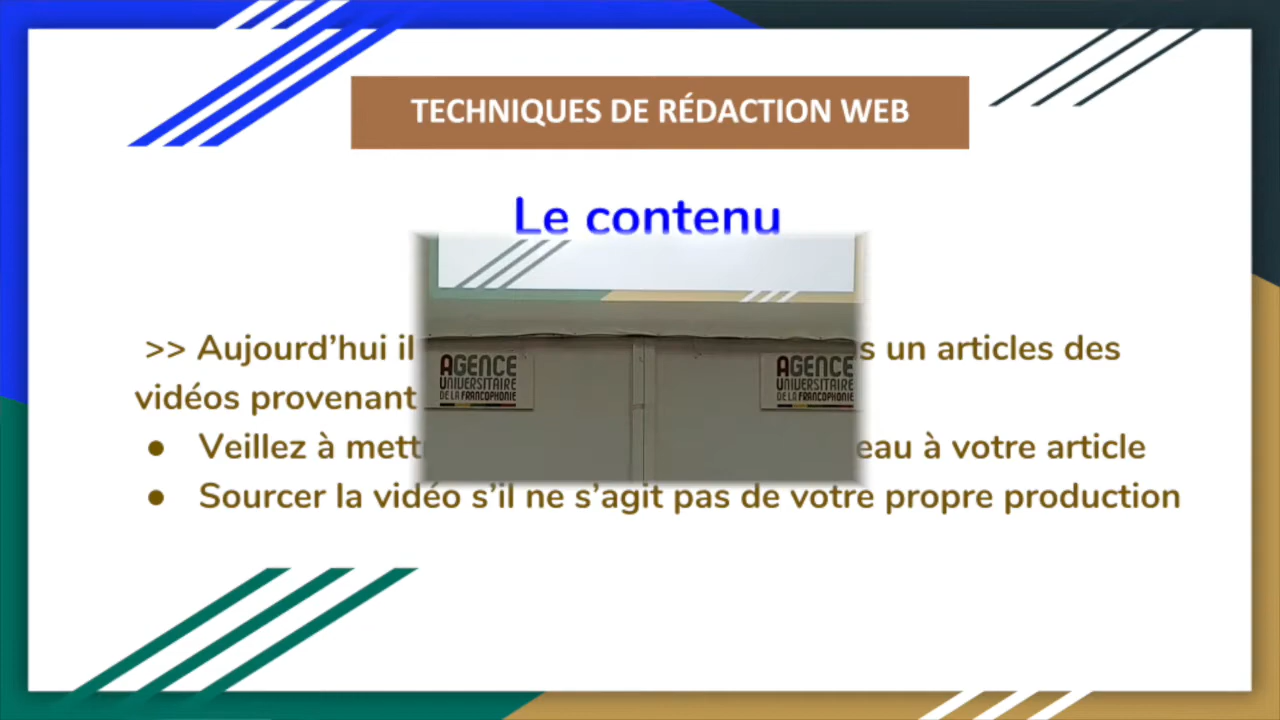 TECHNIQUES DE RÉDACTION WEB
Le contenu
>> Aujourd’hui il s un articles des
AGENCE UNIVERSITAIRE DE LA FRANCOPHONIE
AGENCE UNIVERSITAIRE DE LA FRANCOPHONIE
vidéos provenant
● Veillez à mett eau à votre article
● Sourcer la vidéo s’il ne s’agit pas de votre propre production